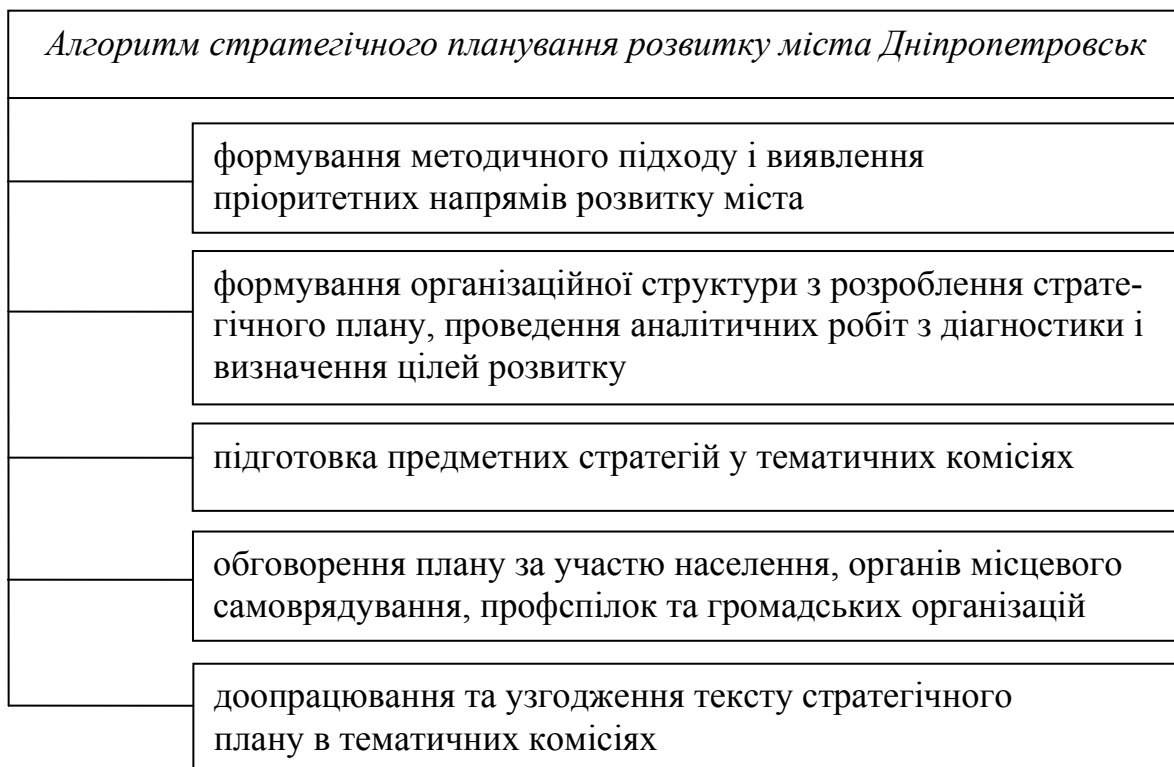 Алгоритм стратегічного планування розвитку міста Дніпропетровськ
формування методичного підходу і виявлення
пріоритетних напрямів розвитку міста
формування організаційної структури з розроблення страте-
гічного плану, проведення аналітичних робіт з діагностики і
визначення цілей розвитку
підготовка предметних стратегій у тематичних комісіях
обговорення плану за участю населення, органів місцевого
самоврядування, профспілок та громадських організацій
доопрацювання та узгодження тексту стратегічного
плану в тематичних комісіях